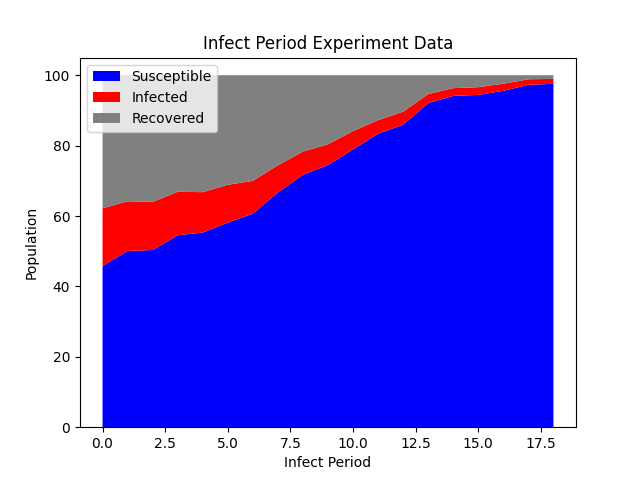 Infect Period Experiment Data
Susceptible
Infected
Recovered
100
80
60
40
20
0
Population
0.0 2.5 5.0 7.5 10.0 12.5 15.0 17.5
Infect Period